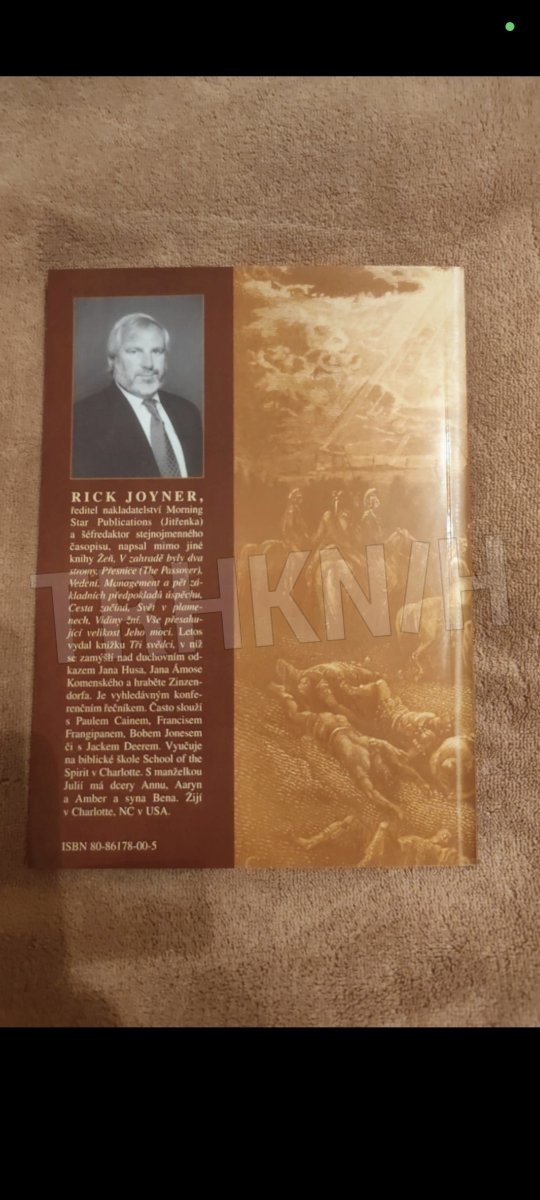 RICK JOYNER,
ředitel nakladatelství Morning
Star Publications (Jitřenka)
a šéfredaktor stejnojmenného
časopisu, napsal mimo jiné
knihy Žeň, V zahradě byly dva
stromy, Přesnice (The Passover),
Vedení, Management a pět zá-
kladních předpokladů úspěchu,
Cesta začíná, Svět v plame-
nech, Vidiny žní, Vše přesahu-
jící velikost Jeho moci. Letos
vydal knížku Tři svědci, v níž
se zamýšlí nad duchovním od-
kazem Jana Husa, Jana Ámose
Komenského a hraběte Zinzen-
dorfa. Je vyhledávným konfe-
renčním řečníkem. Často slouží
s Paulem Cainem, Francisem
Frangipanem, Bobem Jonesem
či s Jackem Deerem. Vyučuje
na biblické škole School of the
Spirit v Charlotte. S manželkou
Julií má dcery Annu, Aaryn
a Amber a syna Bena. Žijí
v Charlotte, NC v USA.
ISBN 80-86178-00-5